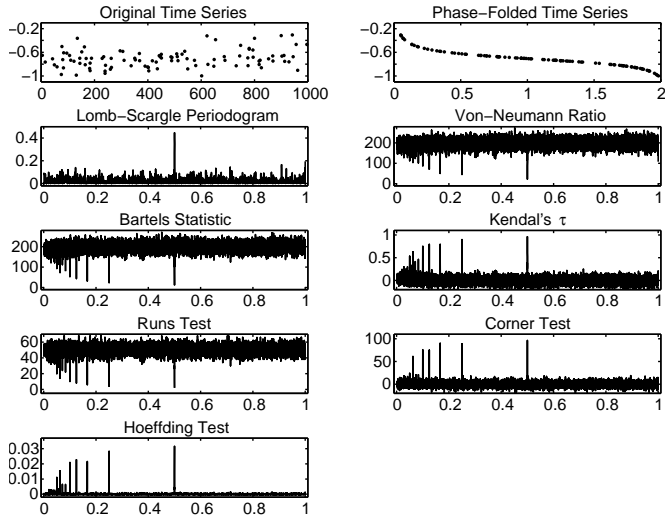 Original Time Series
−0.2
−0.6
−1
0 200 400 600 800 1000
Phase−Folded Time Series
−0.2
−0.6
−1
0 0.5 1 1.5 2
Lomb−Scargle Periodogram
0.4
0.2
0
0 0.2 0.4 0.6 0.8 1
Von−Neumann Ratio
200
100
0
0 0.2 0.4 0.6 0.8 1
Bartels Statistic
200
100
0
0 0.2 0.4 0.6 0.8 1
Kendal's τ
1
0.5
0
0 0.2 0.4 0.6 0.8 1
Runs Test
60
40
20
0
0 0.2 0.4 0.6 0.8 1
Corner Test
100
50
0
0 0.2 0.4 0.6 0.8 1
Hoeffding Test
0.03
0.02
0.01
0
0 0.2 0.4 0.6 0.8 1